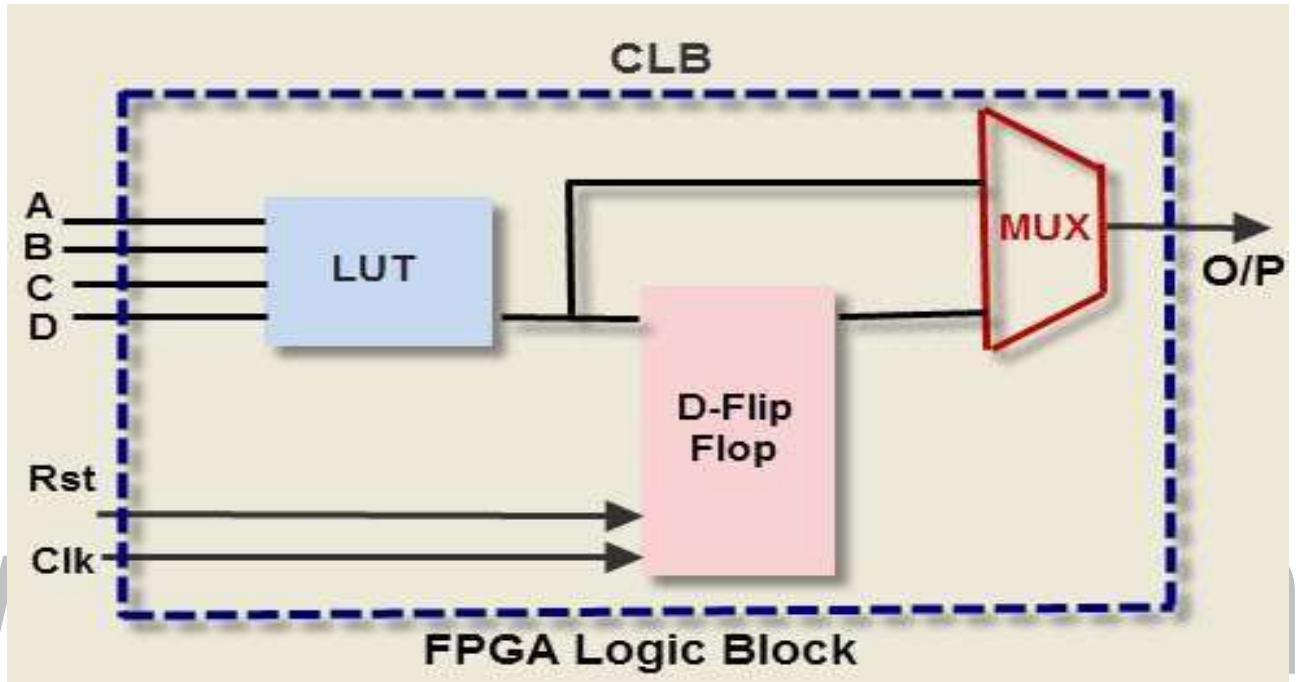 CLB
A
B
C
D
LUT
MUX
O/P
D-Flip
Flop
Rst
Clk
FPGA Logic Block